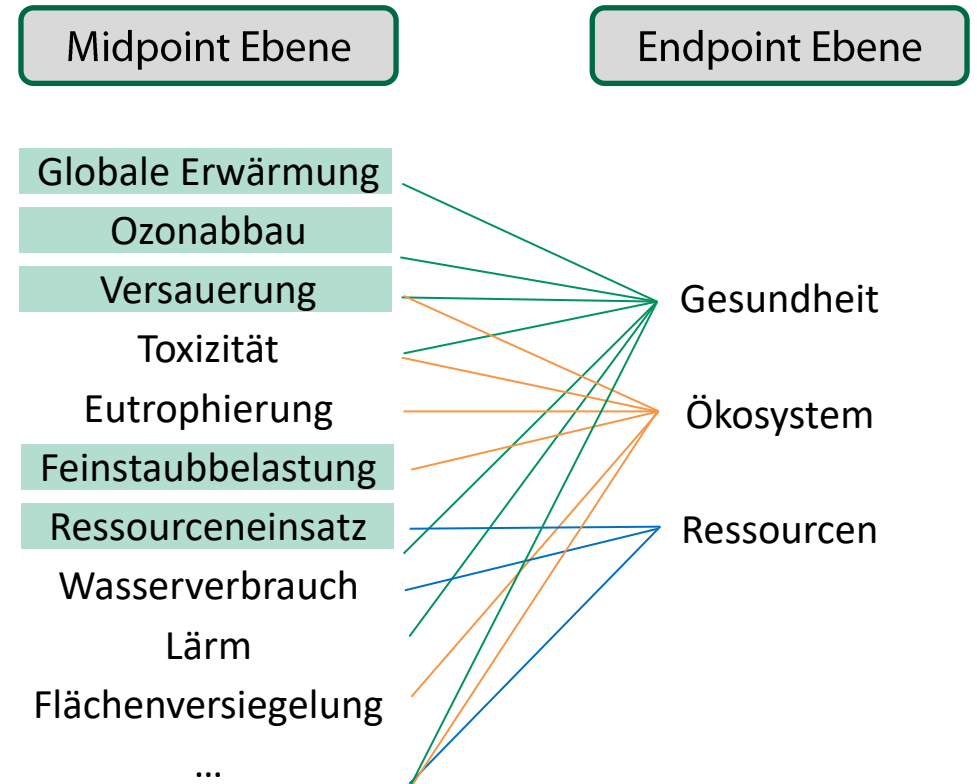 Midpoint Ebene
Endpoint Ebene
Globale Erwärmung
Ozonabbau
Versauerung
Toxizität
Eutrophierung
Feinstaubbelastung
Ressourceneinsatz
Wasserverbrauch
Lärm
Flächenversiegelung
...
Gesundheit
Ökosystem
Ressourcen